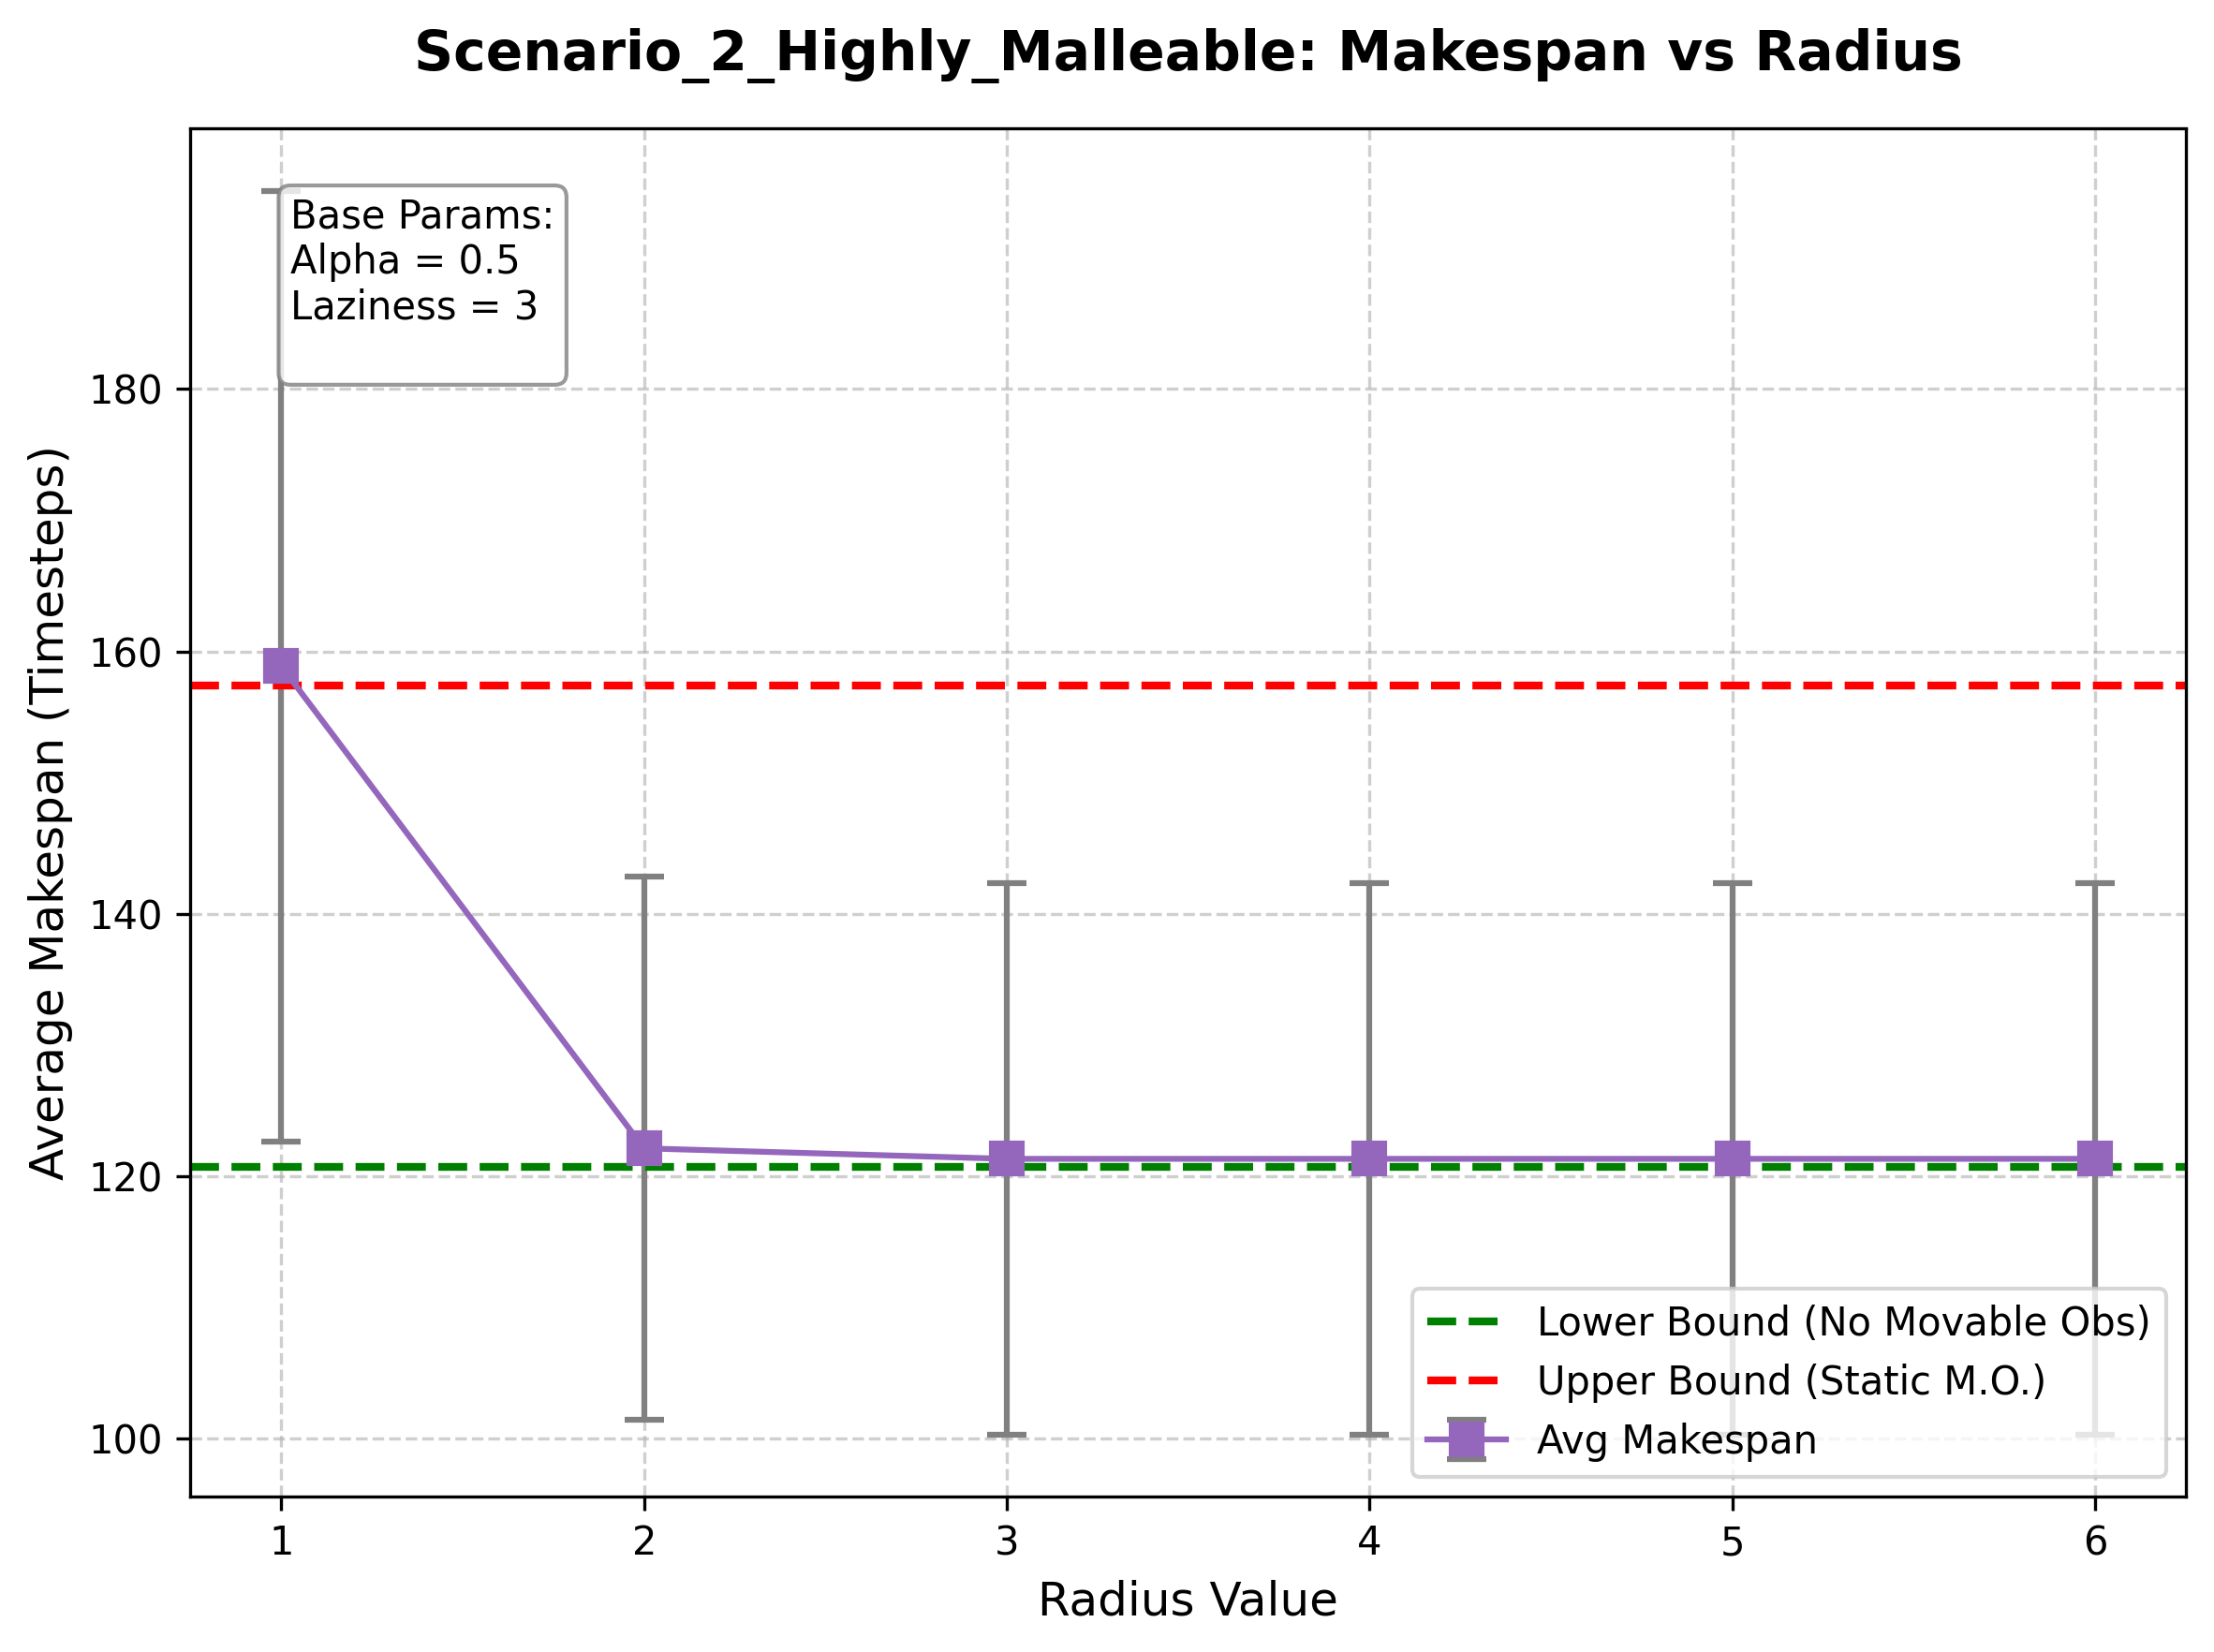 Scenario_2_Highly_Malleable: Makespan vs Radius
Base Params:
Alpha = 0.5
Laziness = 3
Average Makespan (Timesteps)
180
160
140
120
100
Lower Bound (No Movable Obs)
Upper Bound (Static M.O.)
Avg Makespan
1 2 3 4 5 6
Radius Value